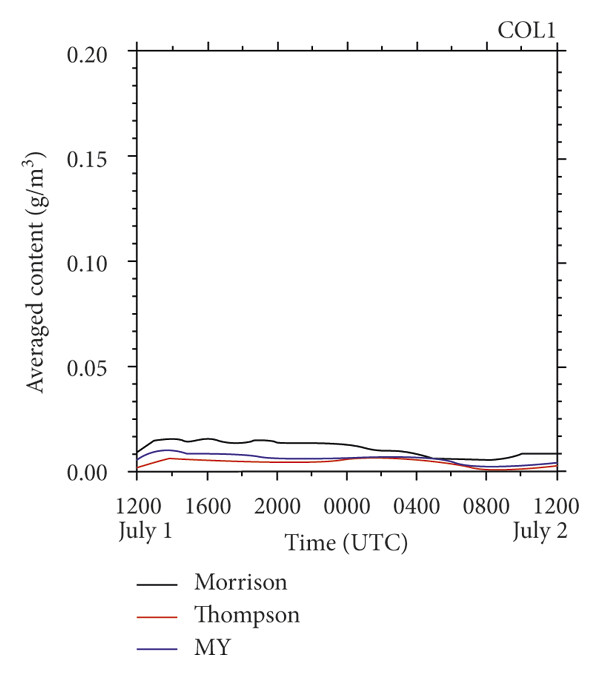 COL1
0.20
0.15
0.10
0.05
0.00
Averaged content (g/m³)
1200 1600 2000 0000 0400 0800 1200
July 1 July 2
Time (UTC)
Morrison
Thompson
MY